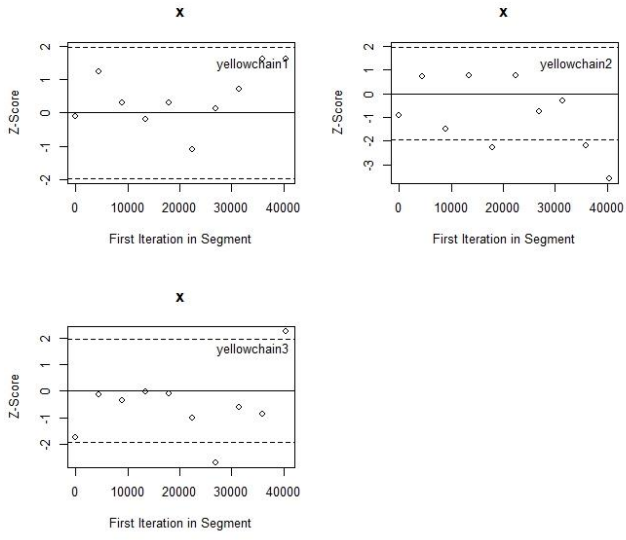 x
x
Z-Score
2
1
0
-1
-2
yellowchain1
0 10000 20000 30000 40000
First Iteration in Segment
Z-Score
2
1
0
-1
-2
-3
yellowchain2
0 10000 20000 30000 40000
First Iteration in Segment
x
Z-Score
2
1
0
-1
-2
yellowchain3
0 10000 20000 30000 40000
First Iteration in Segment